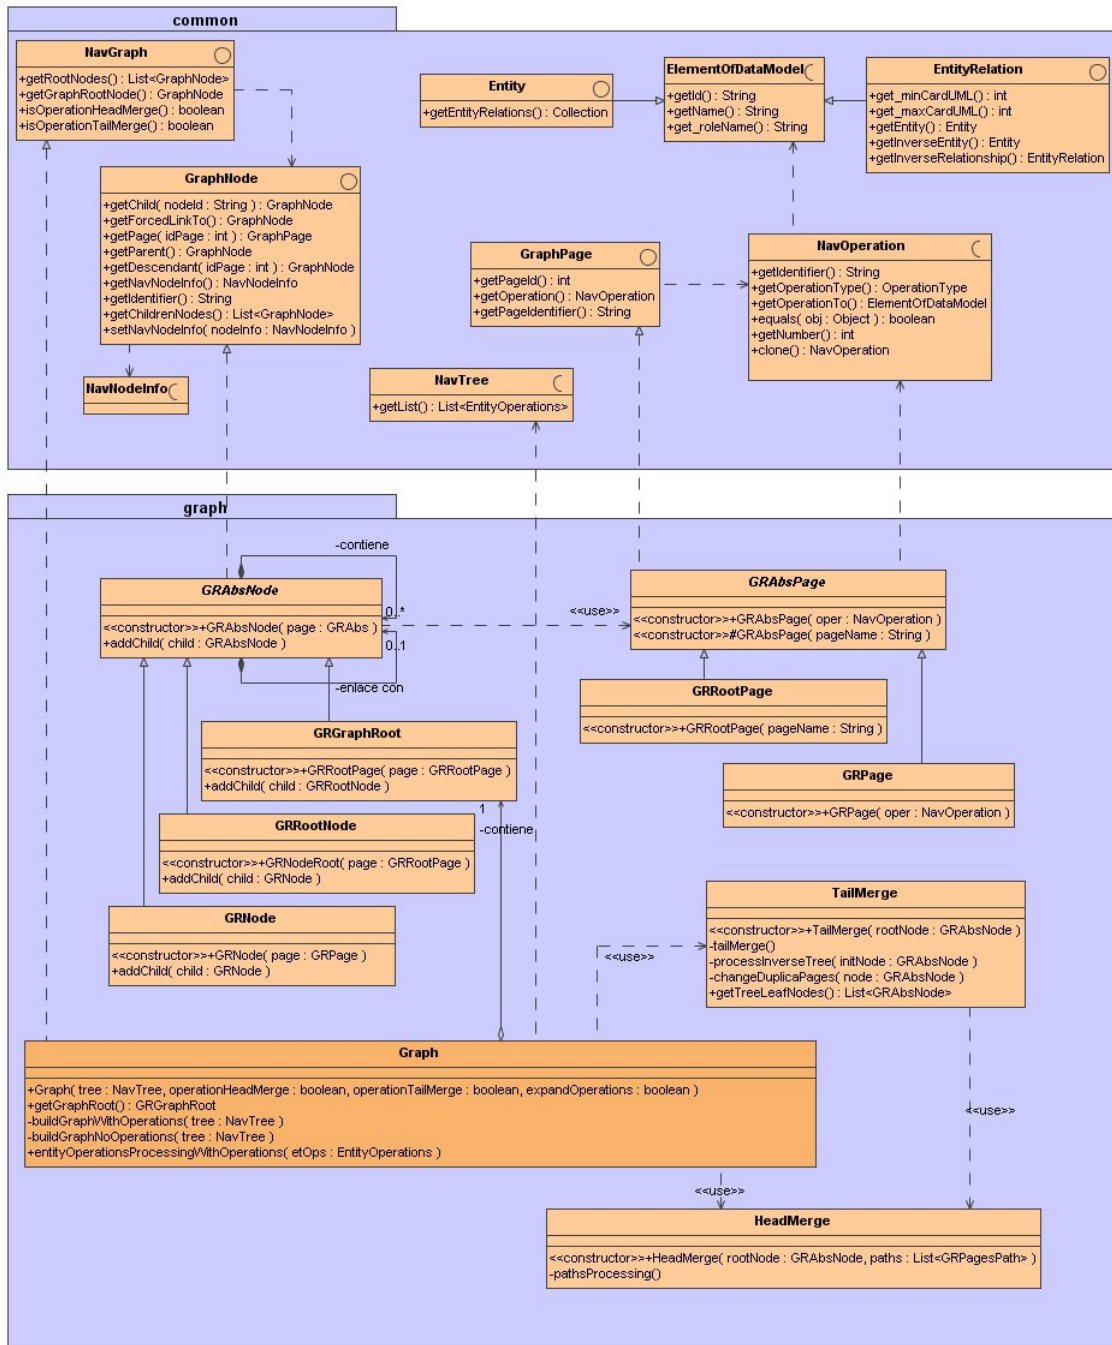 common
NavGraph
+getRootNodes() : List<GraphNode>
+getGraphRootNode() : GraphNode
+isOperationHeadMerge() : boolean
+isOperationTailMerge() : boolean
Entity
+getEntityRelations() : Collection
ElementOfDataModel
+getId() : String
+getName() : String
+get_roleName() : String
EntityRelation
+get_minCardUML() : int
+get_maxCardUML() : int
+getEntity() : Entity
+getInverseEntity() : Entity
+getInverseRelationship() : EntityRelation
GraphNode
+getChild( nodeId : String ) : GraphNode
+getForcedLinkTo() : GraphNode
+getPage( idPage : int ) : GraphPage
+getParent() : GraphNode
+getDescendant( idPage : int ) : GraphNode
+getNavNodeInfo() : NavNodeInfo
+getIdentifier() : String
+getChildrenNodes() : List<GraphNode>
+setNavNodeInfo( nodeInfo : NavNodeInfo )
GraphPage
+getPageId() : int
+getOperation() : NavOperation
+getPageIdentifier() : String
NavOperation
+getIdentifier() : String
+getOperationType() : OperationType
+getOperationTo() : ElementOfDataModel
+equals( obj : Object ) : boolean
+getNumber() : int
+clone() : NavOperation
NavNodeInfo
NavTree
+getList() : List<EntityOperations>
graph
-contiene
0..*
GRAbsNode
<<constructor>>+GRAbsNode( page : GRAbs )
+addChild( child : GRAbsNode )
0..1
-enlace con
<<use>>
GRAbsPage
<<constructor>>+GRAbsPage( oper : NavOperation )
<<constructor>>#GRAbsPage( pageName : String )
GRRootPage
<<constructor>>+GRRootPage( pageName : String )
GRGraphRoot
<<constructor>>+GRRootPage( page : GRRootPage )
+addChild( child : GRRootNode )
GRPage
<<constructor>>+GRPage( oper : NavOperation )
1
-contiene
GRRootNode
<<constructor>>+GRNodeRoot( page : GRRootPage )
+addChild( child : GRNode )
GRNode
<<constructor>>+GRNode( page : GRPage )
+addChild( child : GRNode )
TailMerge
<<constructor>>+TailMerge( rootNode : GRAbsNode )
-tailMerge()
-processInverseTree( initNode : GRAbsNode )
-changeDuplicaPages( node : GRAbsNode )
+getTreeLeafNodes() : List<GRAbsNode>
<<use>>
Graph
+Graph( tree : NavTree, operationHeadMerge : boolean, operationTailMerge : boolean, expandOperations : boolean )
+getGraphRoot() : GRGraphRoot
-buildGraphWithOperations( tree : NavTree )
-buildGraphNoOperations( tree : NavTree )
+entityOperationsProcessingWithOperations( etOps : EntityOperations )
<<use>>
<<use>>
HeadMerge
<<constructor>>+HeadMerge( rootNode : GRAbsNode, paths : List<GRPagesPath> )
-pathsProcessing()